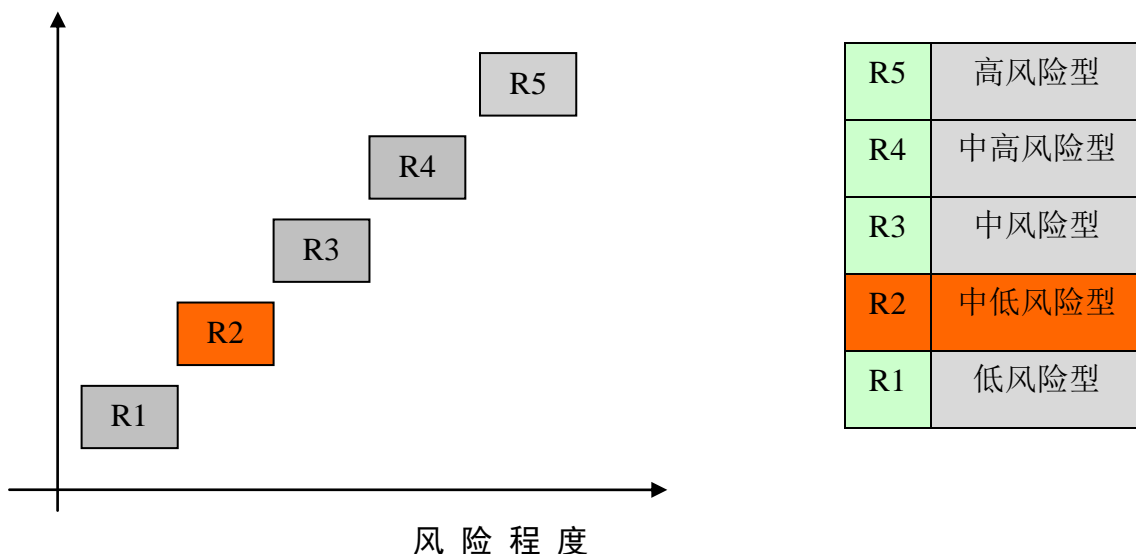 R5
R4
R3
R2
R1
风险程度
R5 高风险型
R4 中高风险型
R3 中风险型
R2 中低风险型
R1 低风险型